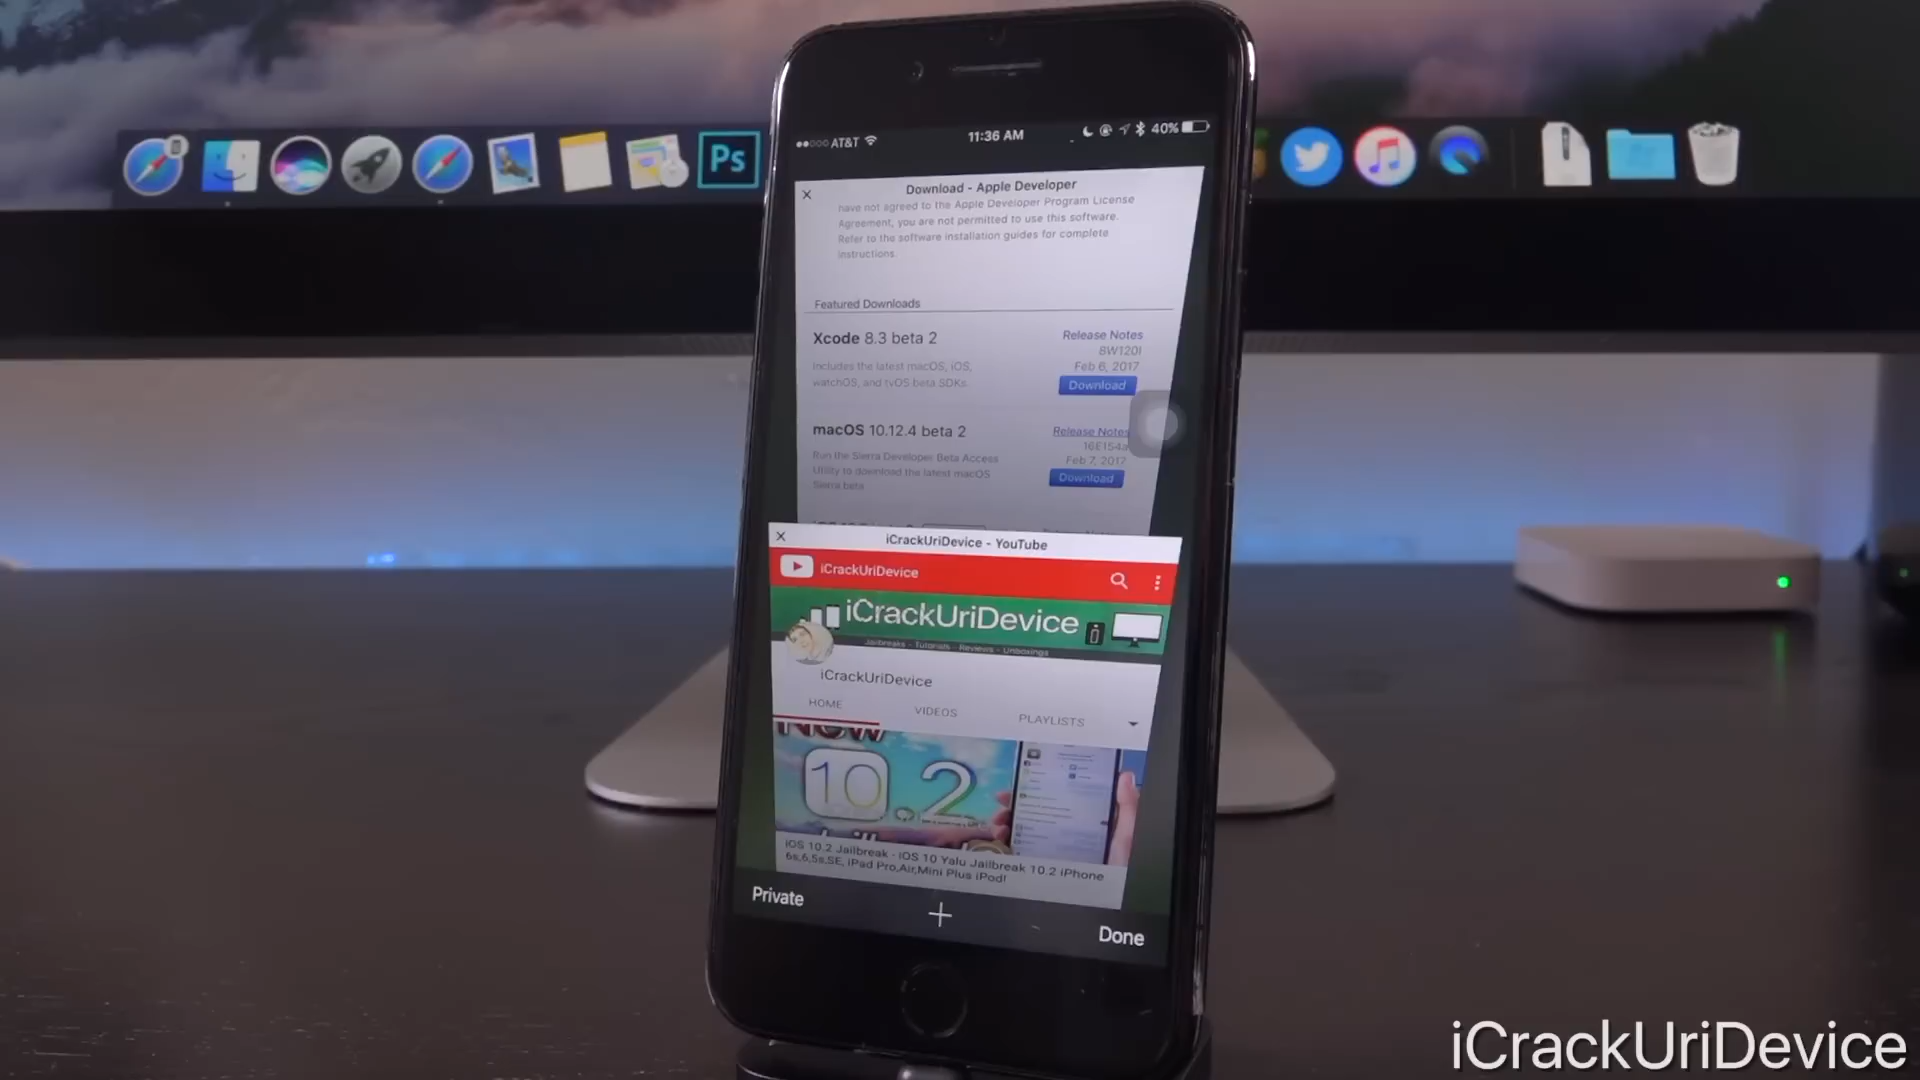 Ps
AT&T
11:36 AM
40%
Download - Apple Developer
have not agreed to the Apple Developer Program License
Agreement, you are not permitted to use this software.
Refer to the software installation guides for complete
instructions.
Featured Downloads
Xcode 8.3 beta 2
Release Notes
8W120l
Feb 6, 2017
Includes the latest macOS, iOS,
watchOS, and tvOS beta SDKs.
Download
macOS 10.12.4 beta 2
Release Notes
16E154a
Feb 7, 2017
Run the Sierra Developer Beta Access
Utility to download the latest macOS
Sierra beta
Download
iCrackUriDevice - YouTube
iCrackUriDevice
iCrackUriDevice
Jailbreaks - Tutorials - Reviews - Unboxings
iCrackUriDevice
HOME
VIDEOS
PLAYLISTS
NOW
10.2
iOS 10.2 Jailbreak - iOS 10 Yalu Jailbreak 10.2 iPhone
6s,6,5s,SE, iPad Pro,Air,Mini Plus iPod!
Private
Done
iCrackUriDevice